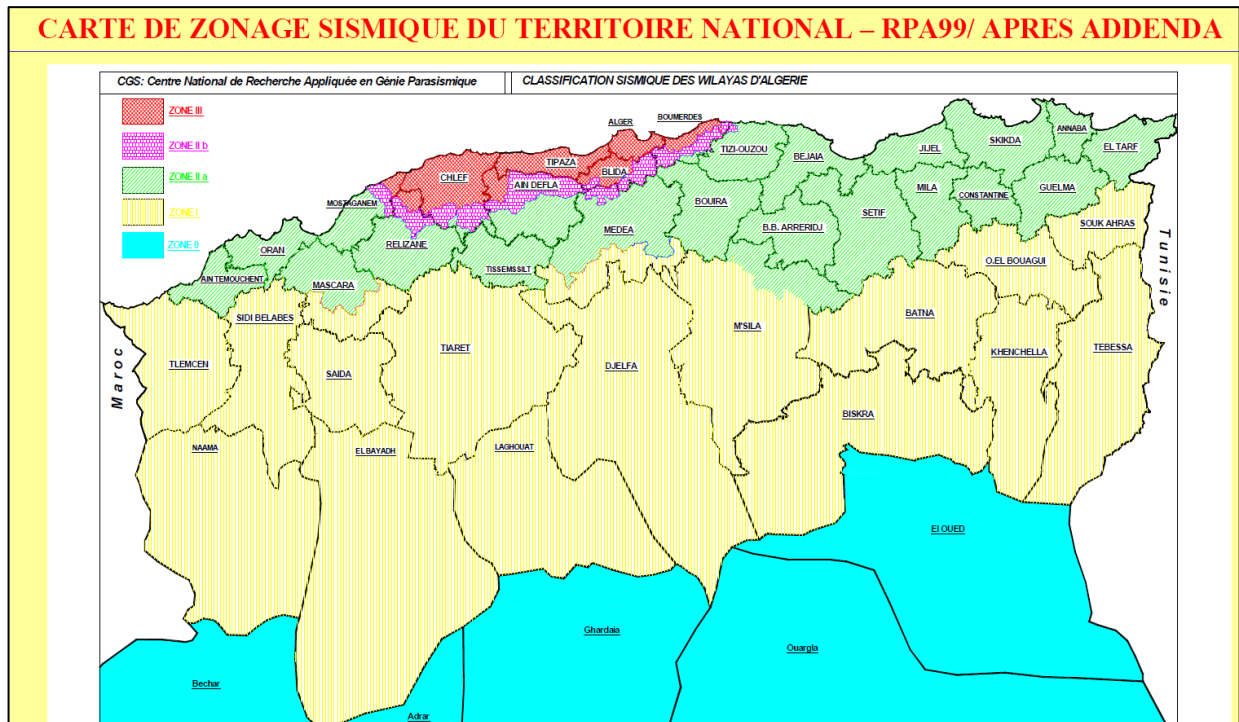 CARTE DE ZONAGE SISMIQUE DU TERRITOIRE NATIONAL – RPA99/ APRES ADDENDA
CGS: Centre National de Recherche Appliquée en Génie Parasismique
CLASSIFICATION SISMIQUE DES WILAYAS D'ALGERIE
ZONE III
ZONE II b
ZONE II a
ZONE I
ZONE 0
ALGER
BOUMERDES
TIPAZA
BLIDA
CHLEF
AIN DEFLA
TIZI-OUZOU
BEJAIA
JIJEL
SKIKDA
ANNABA
EL TARF
MOSTAGANEM
RELIZANE
MEDEA
BOUIRA
B.B. ARRERIDJ
SETIF
MILA
CONSTANTINE
GUELMA
SOUK AHRAS
ORAN
AIN TEMOUCHENT
MASCARA
TISSEMSSILT
O.EL BOUAGUI
Tunisie
Maroc
TLEMCEN
SIDI BELABES
SAIDA
TIARET
DJELFA
M'SILA
BATNA
KHENCHELLA
TEBESSA
NAAMA
EL BAYADH
LAGHOUAT
BISKRA
El OUED
Ghardaia
Ouargla
Bechar
Adrar